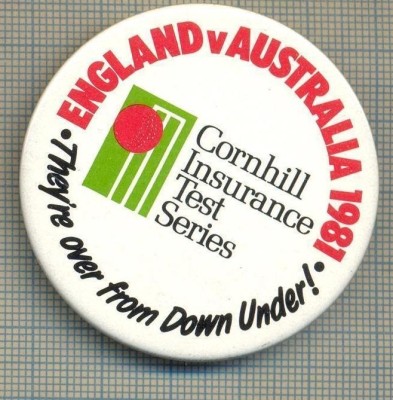 ENGLAND v AUSTRALIA 1981
Cornhill
Insurance
Test
Series
• They're over from Down Under! •